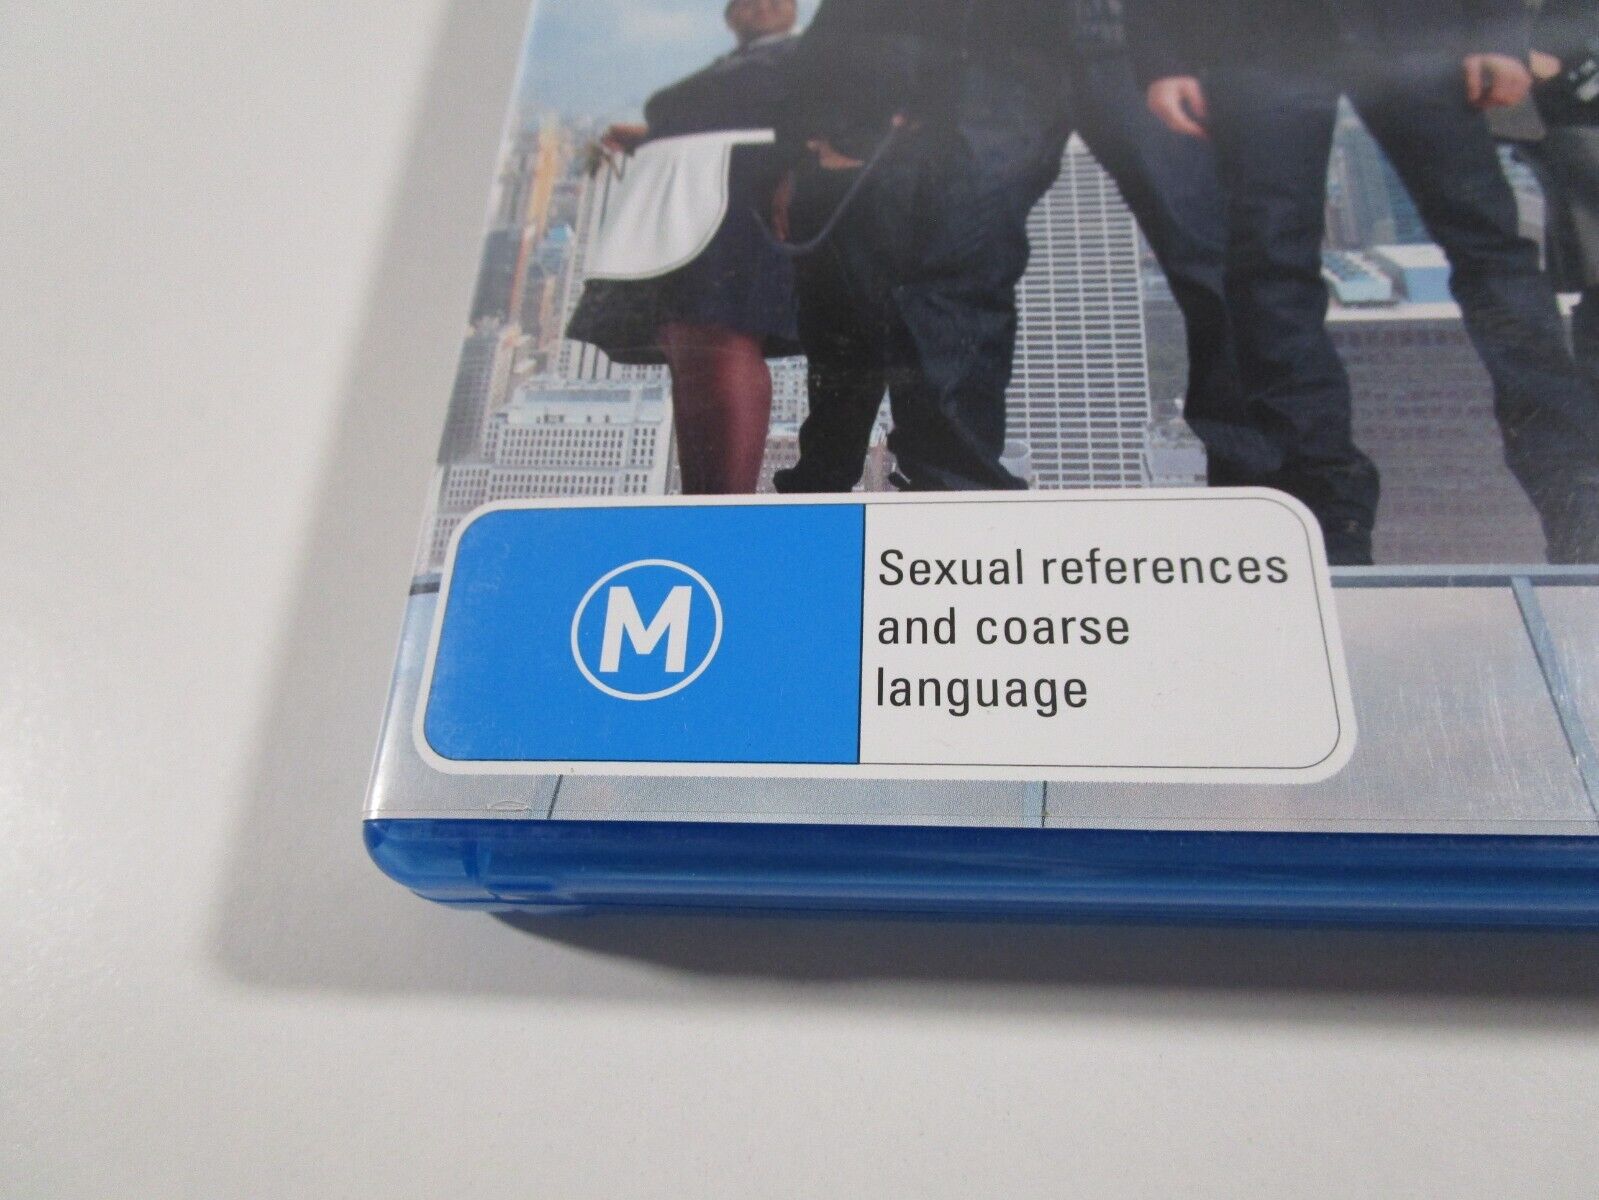 M
Sexual references
and coarse
language